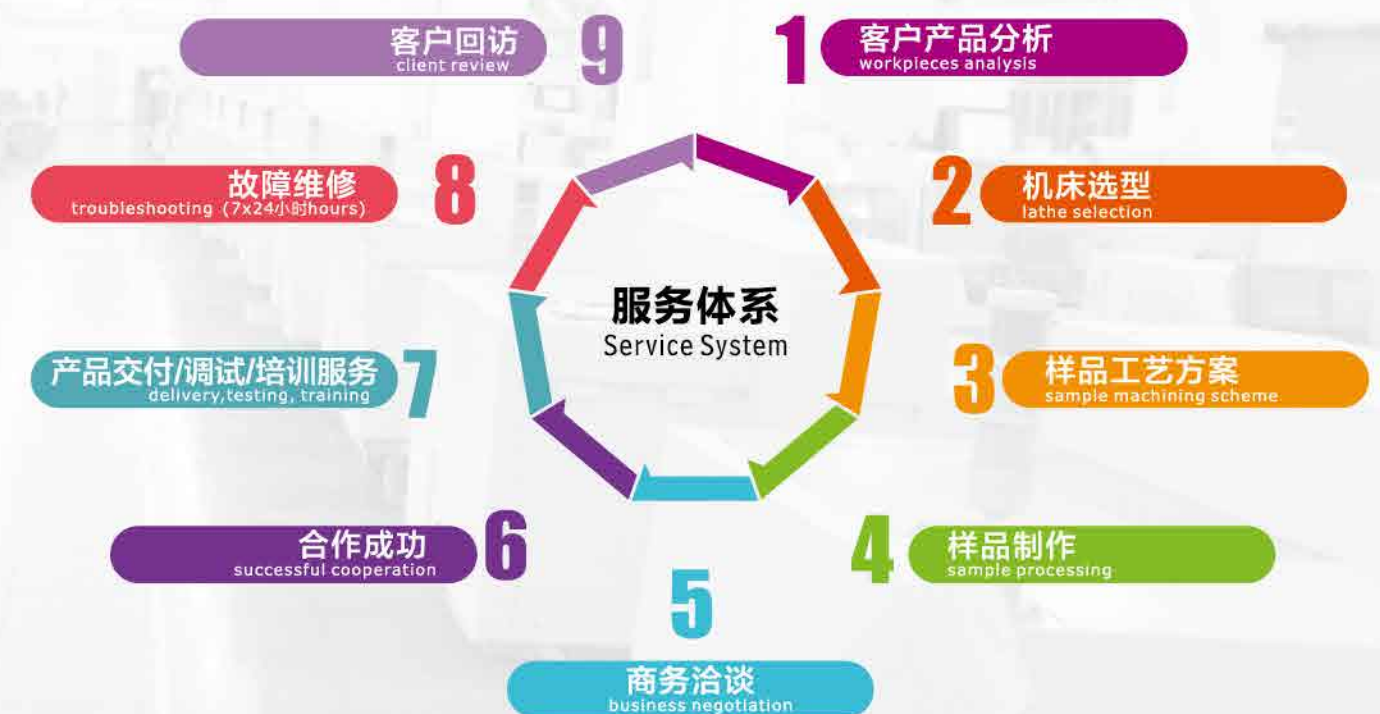 服务体系
Service System
1
客户产品分析
workpieces analysis
2
机床选型
lathe selection
3
样品工艺方案
sample machining scheme
4
样品制作
sample processing
5
商务洽谈
business negotiation
6
合作成功
successful cooperation
7
产品交付/调试/培训服务
delivery,testing, training
8
故障维修
troubleshooting (7x24小时hours)
9
客户回访
client review